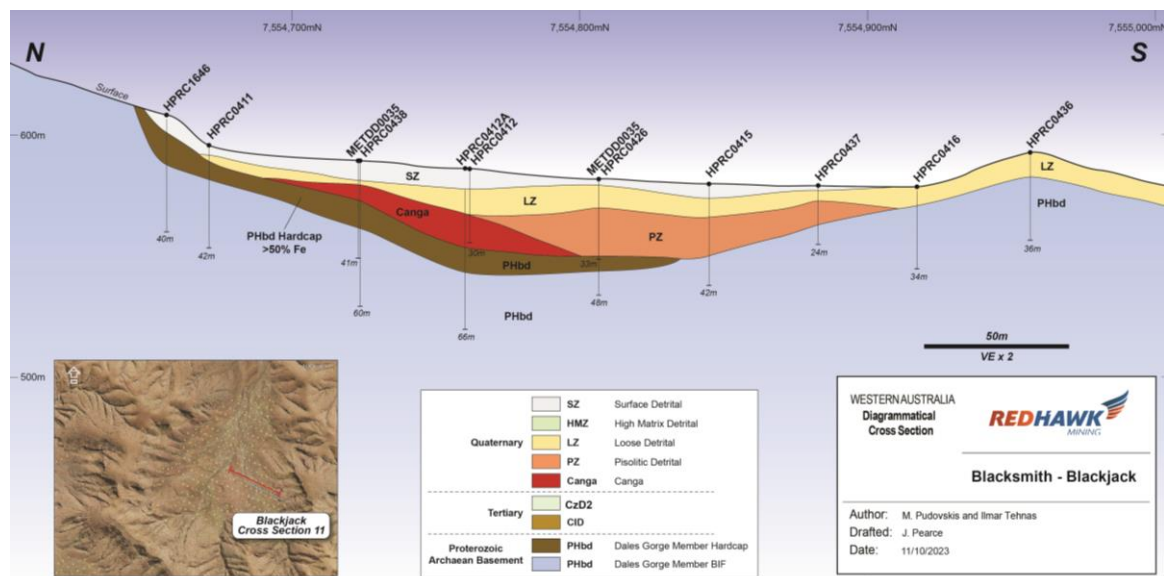 7,554,700mN
7,554,800mN
7,554,900mN
7,555,000mN
N
S
Surface
HPRC1646
HPRC0411
METDD0035
HPRC0438
HPRC0412A
HPRC0412
METDD0035
HPRC0426
HPRC0415
HPRC0437
HPRC0416
HPRC0436
600m
500m
SZ
LZ
LZ
Canga
PZ
PHbd Hardcap
>50% Fe
PHbd
PHbd
PHbd
40m
42m
41m
60m
30m
66m
33m
48m
42m
24m
34m
36m
50m
VE x 2
Blackjack
Cross Section 11
SZ Surface Detrital
HMZ High Matrix Detrital
Quaternary LZ Loose Detrital
PZ Pisolitic Detrital
Canga Canga
Tertiary CzD2
CID
Proterozoic
Archaean Basement
PHbd Dales Gorge Member Hardcap
PHbd Dales Gorge Member BIF
WESTERN AUSTRALIA
Diagrammatical
Cross Section
REDHAWK
MINING
Blacksmith - Blackjack
Author: M. Pudovskis and Ilmar Tehnas
Drafted: J. Pearce
Date: 11/10/2023